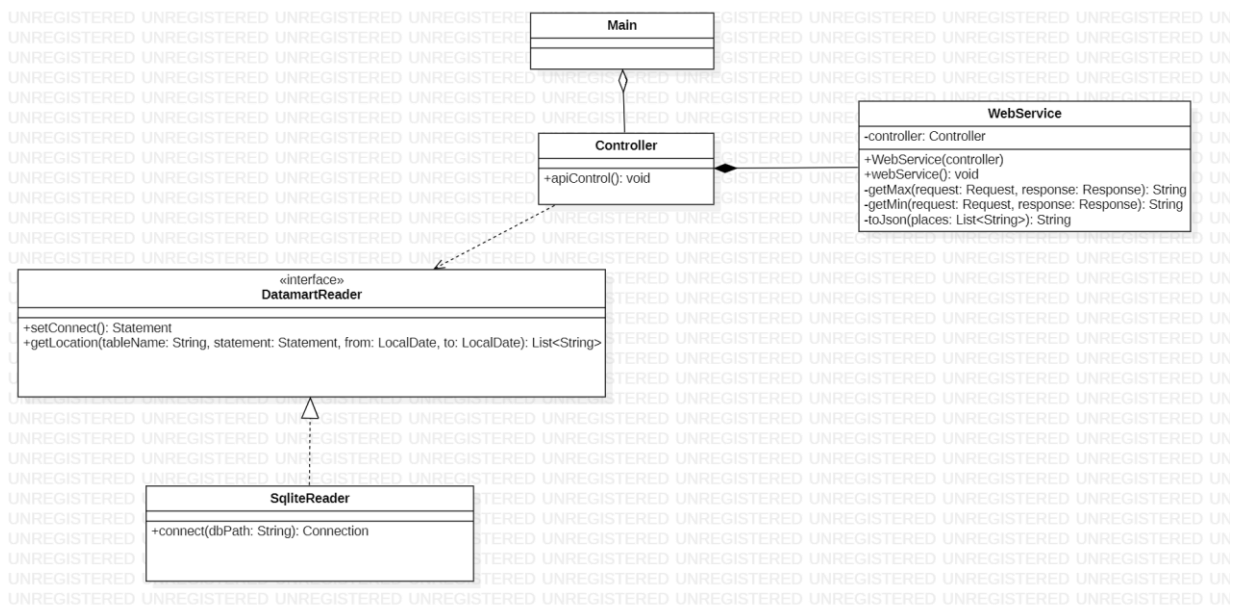 Main
Controller
+apiControl(): void
WebService
-controller: Controller
+WebService(controller)
+webService(): void
-getMax(request: Request, response: Response): String
-getMin(request: Request, response: Response): String
-toJson(places: List<String>): String
«interface»
DatamartReader
+setConnect(): Statement
+getLocation(tableName: String, statement: Statement, from: LocalDate, to: LocalDate): List<String>
SqliteReader
+connect(dbPath: String): Connection
UNREGISTERED